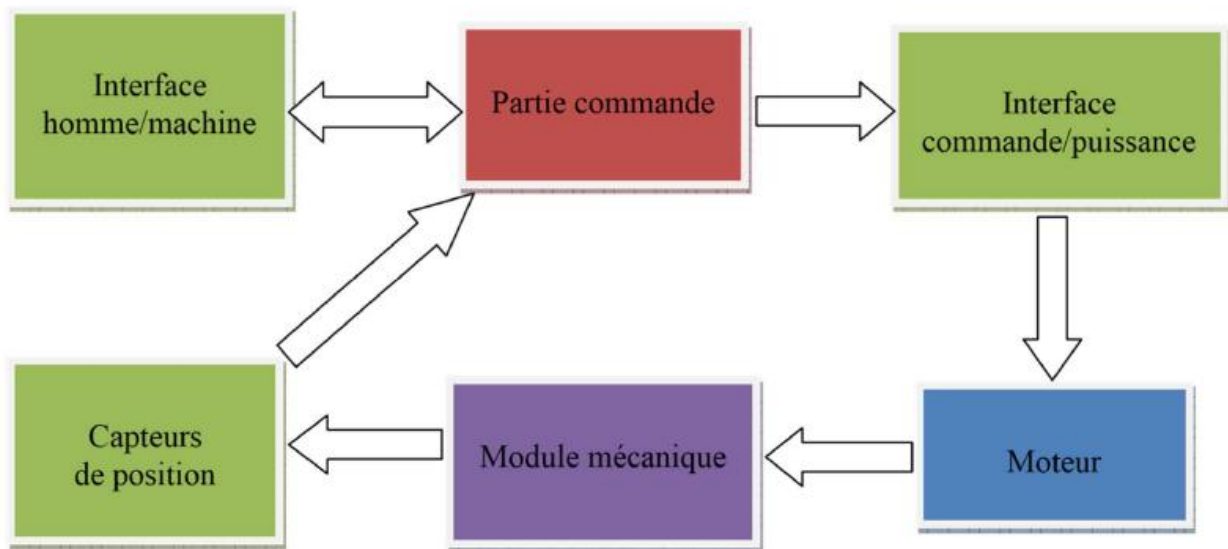 Interface
homme/machine
Partie commande
Interface
commande/puissance
Capteurs
de position
Module mécanique
Moteur